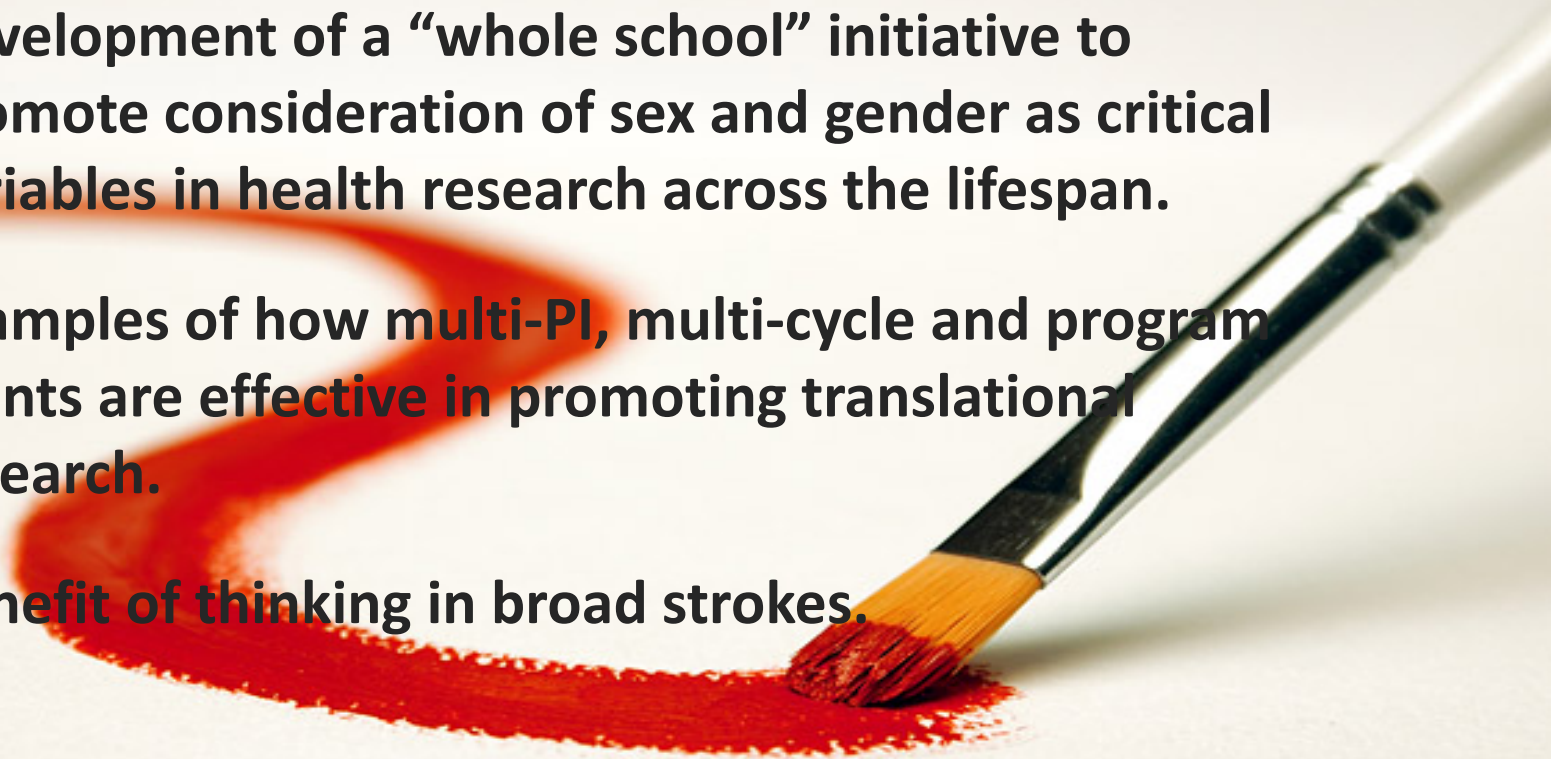 velopment of a “whole school” initiative to
omote consideration of sex and gender as critical
riables in health research across the lifespan.
amples of how multi-PI, multi-cycle and program
nts are effective in promoting translational
earch.
nefit of thinking in broad strokes.